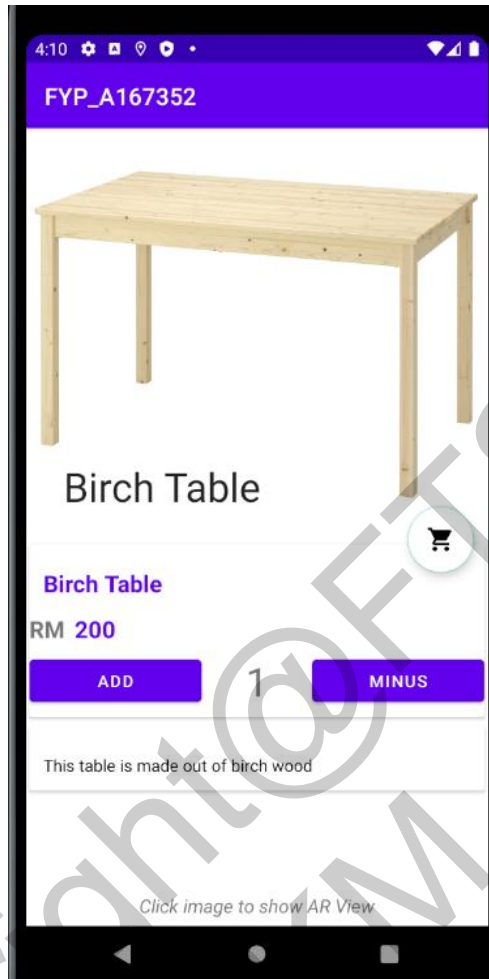 4:10
FYP_A167352
Birch Table
Birch Table
RM 200
ADD 1 MINUS
This table is made out of birch wood
Click image to show AR View